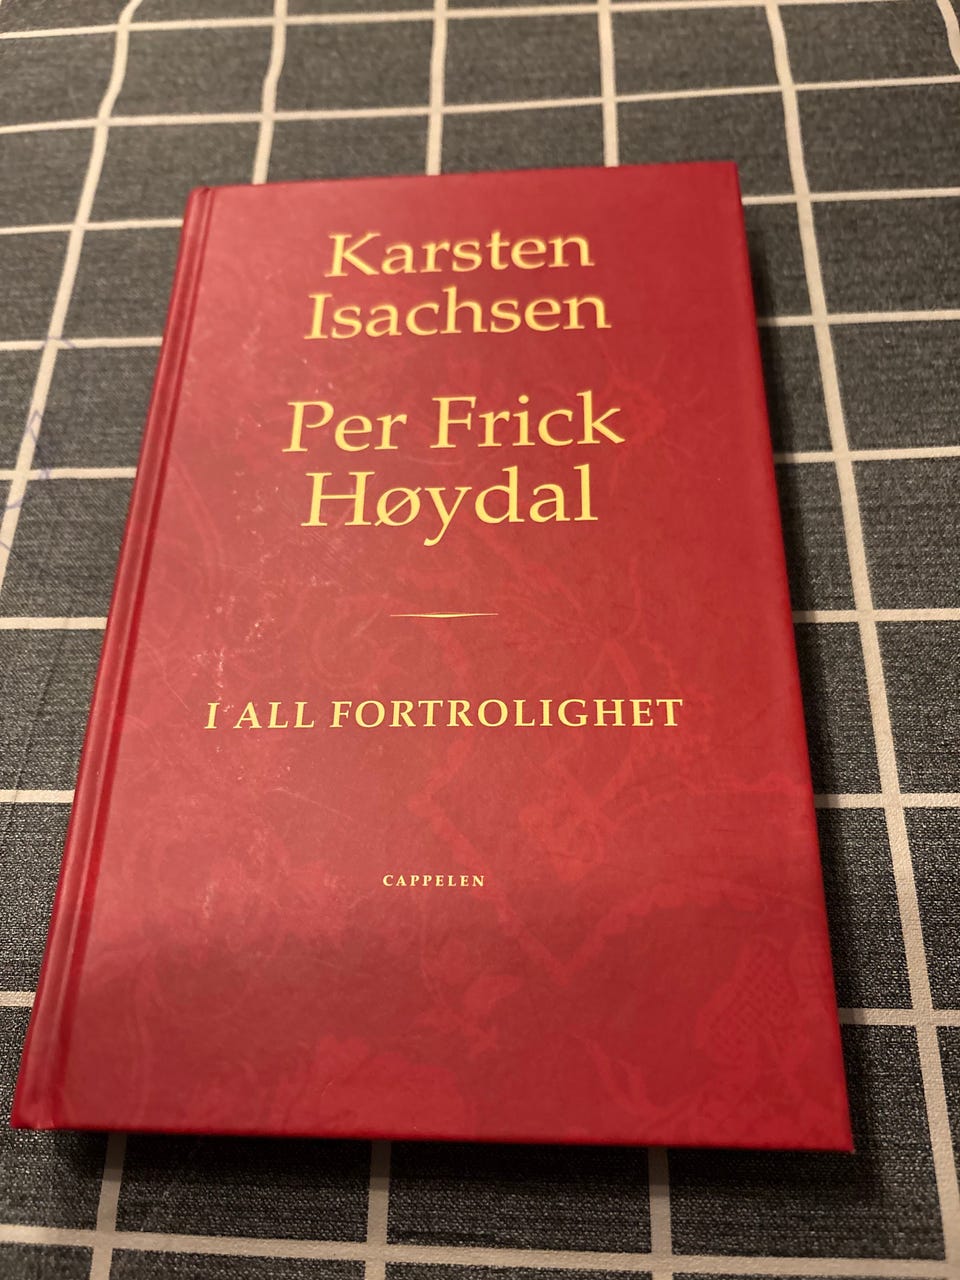 Karsten
Isachsen
Per Frick
Høydal
I ALL FORTROLIGHET
CAPPELEN